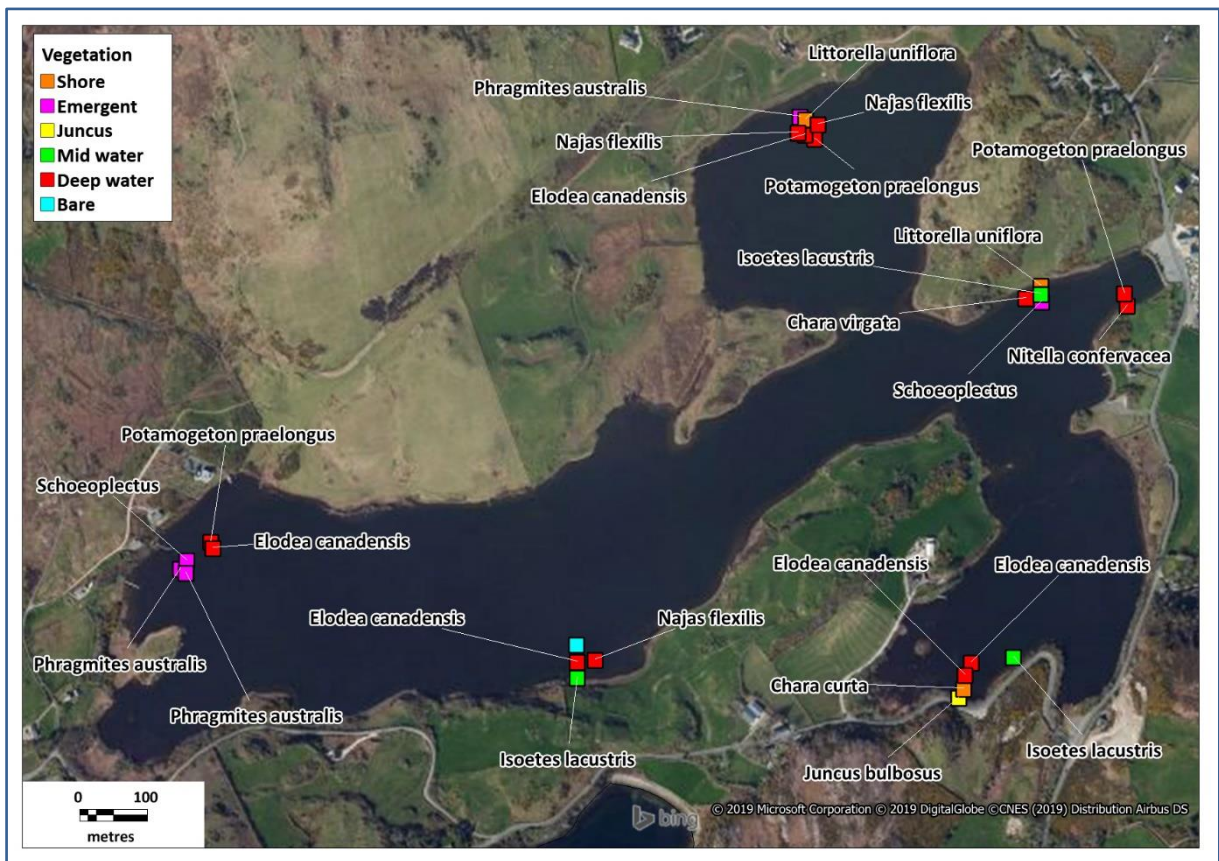 Vegetation
Shore
Emergent
Juncus
Mid water
Deep water
Bare
Littorella uniflora
Phragmites australis
Najas flexilis
Najas flexilis
Potamogeton praelongus
Elodea canadensis
Potamogeton praelongus
Littorella uniflora
Isoetes lacustris
Chara virgata
Nitella confervacea
Schoeoplectus
Potamogeton praelongus
Schoeoplectus
Elodea canadensis
Elodea canadensis
Elodea canadensis
Elodea canadensis
Najas flexilis
Phragmites australis
Chara curta
Phragmites australis
Isoetes lacustris
Juncus bulbosus
Isoetes lacustris
0 100
metres
bing
© 2019 Microsoft Corporation © 2019 DigitalGlobe ©CNES (2019) Distribution Airbus DS